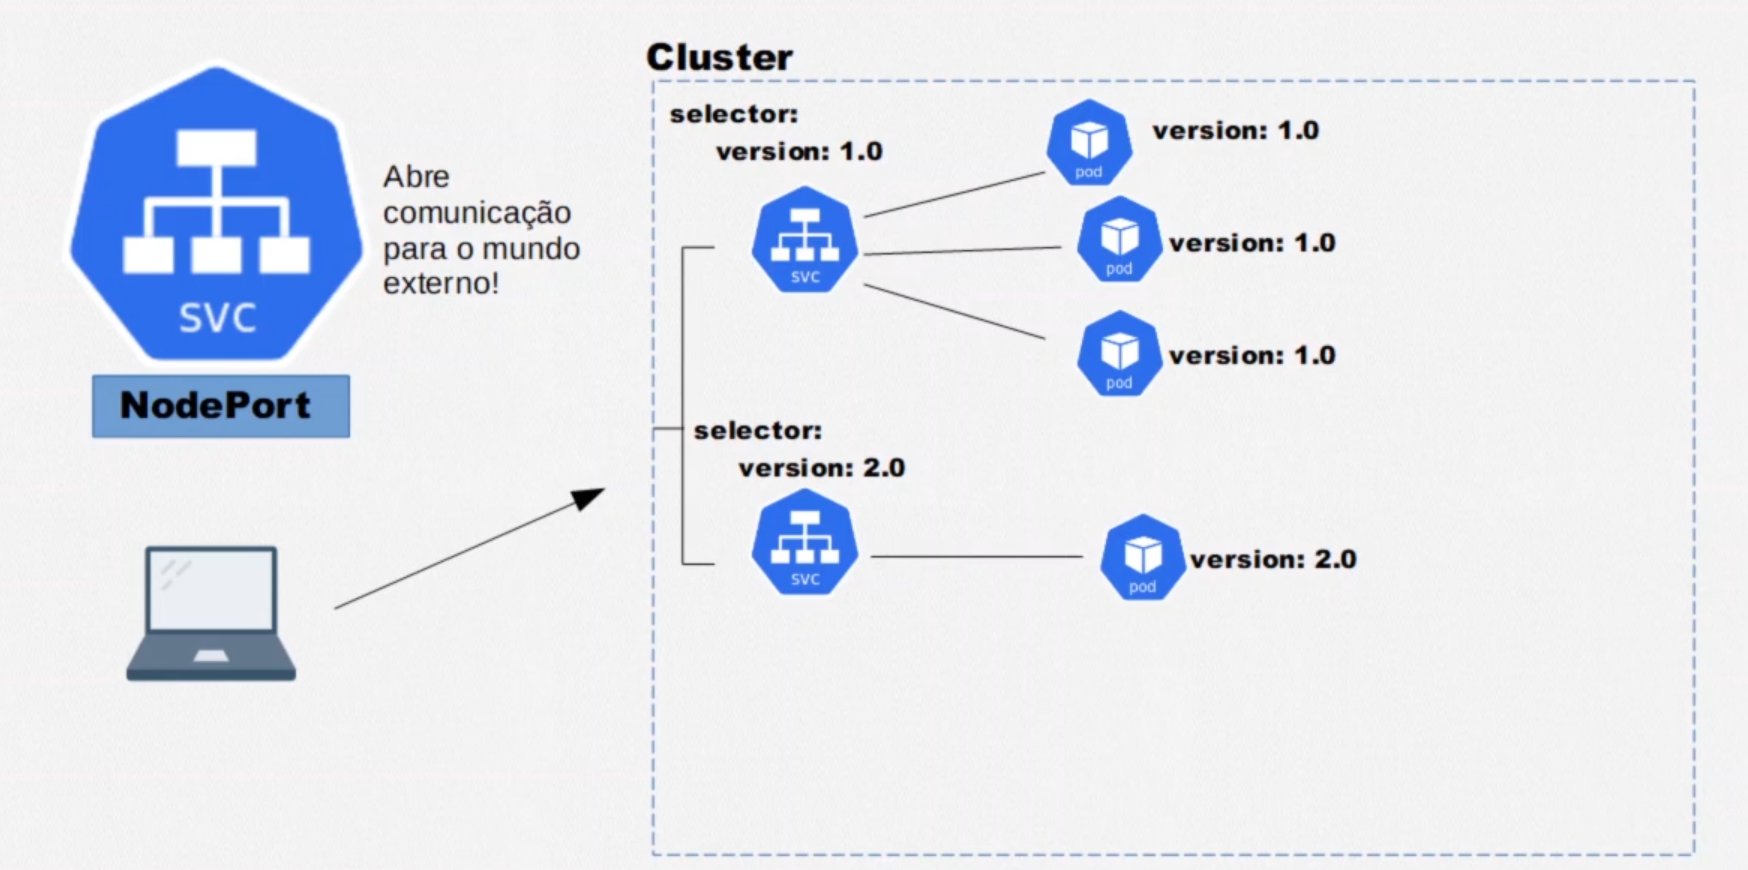 Cluster
svc
Abre
comunicação
para o mundo
externo!
NodePort
selector:
version: 1.0
svc
pod
version: 1.0
pod
version: 1.0
pod
version: 1.0
selector:
version: 2.0
svc
pod
version: 2.0